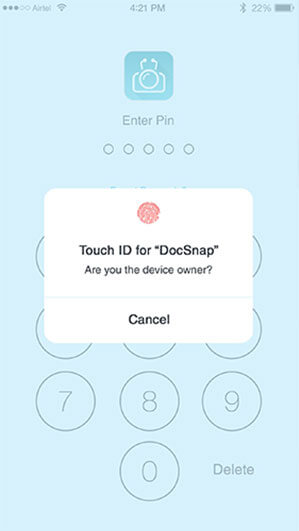 Airtel 4:21 PM 22%
Enter Pin
Touch ID for “DocSnap”
Are you the device owner?
Cancel
7 8 9
0 Delete